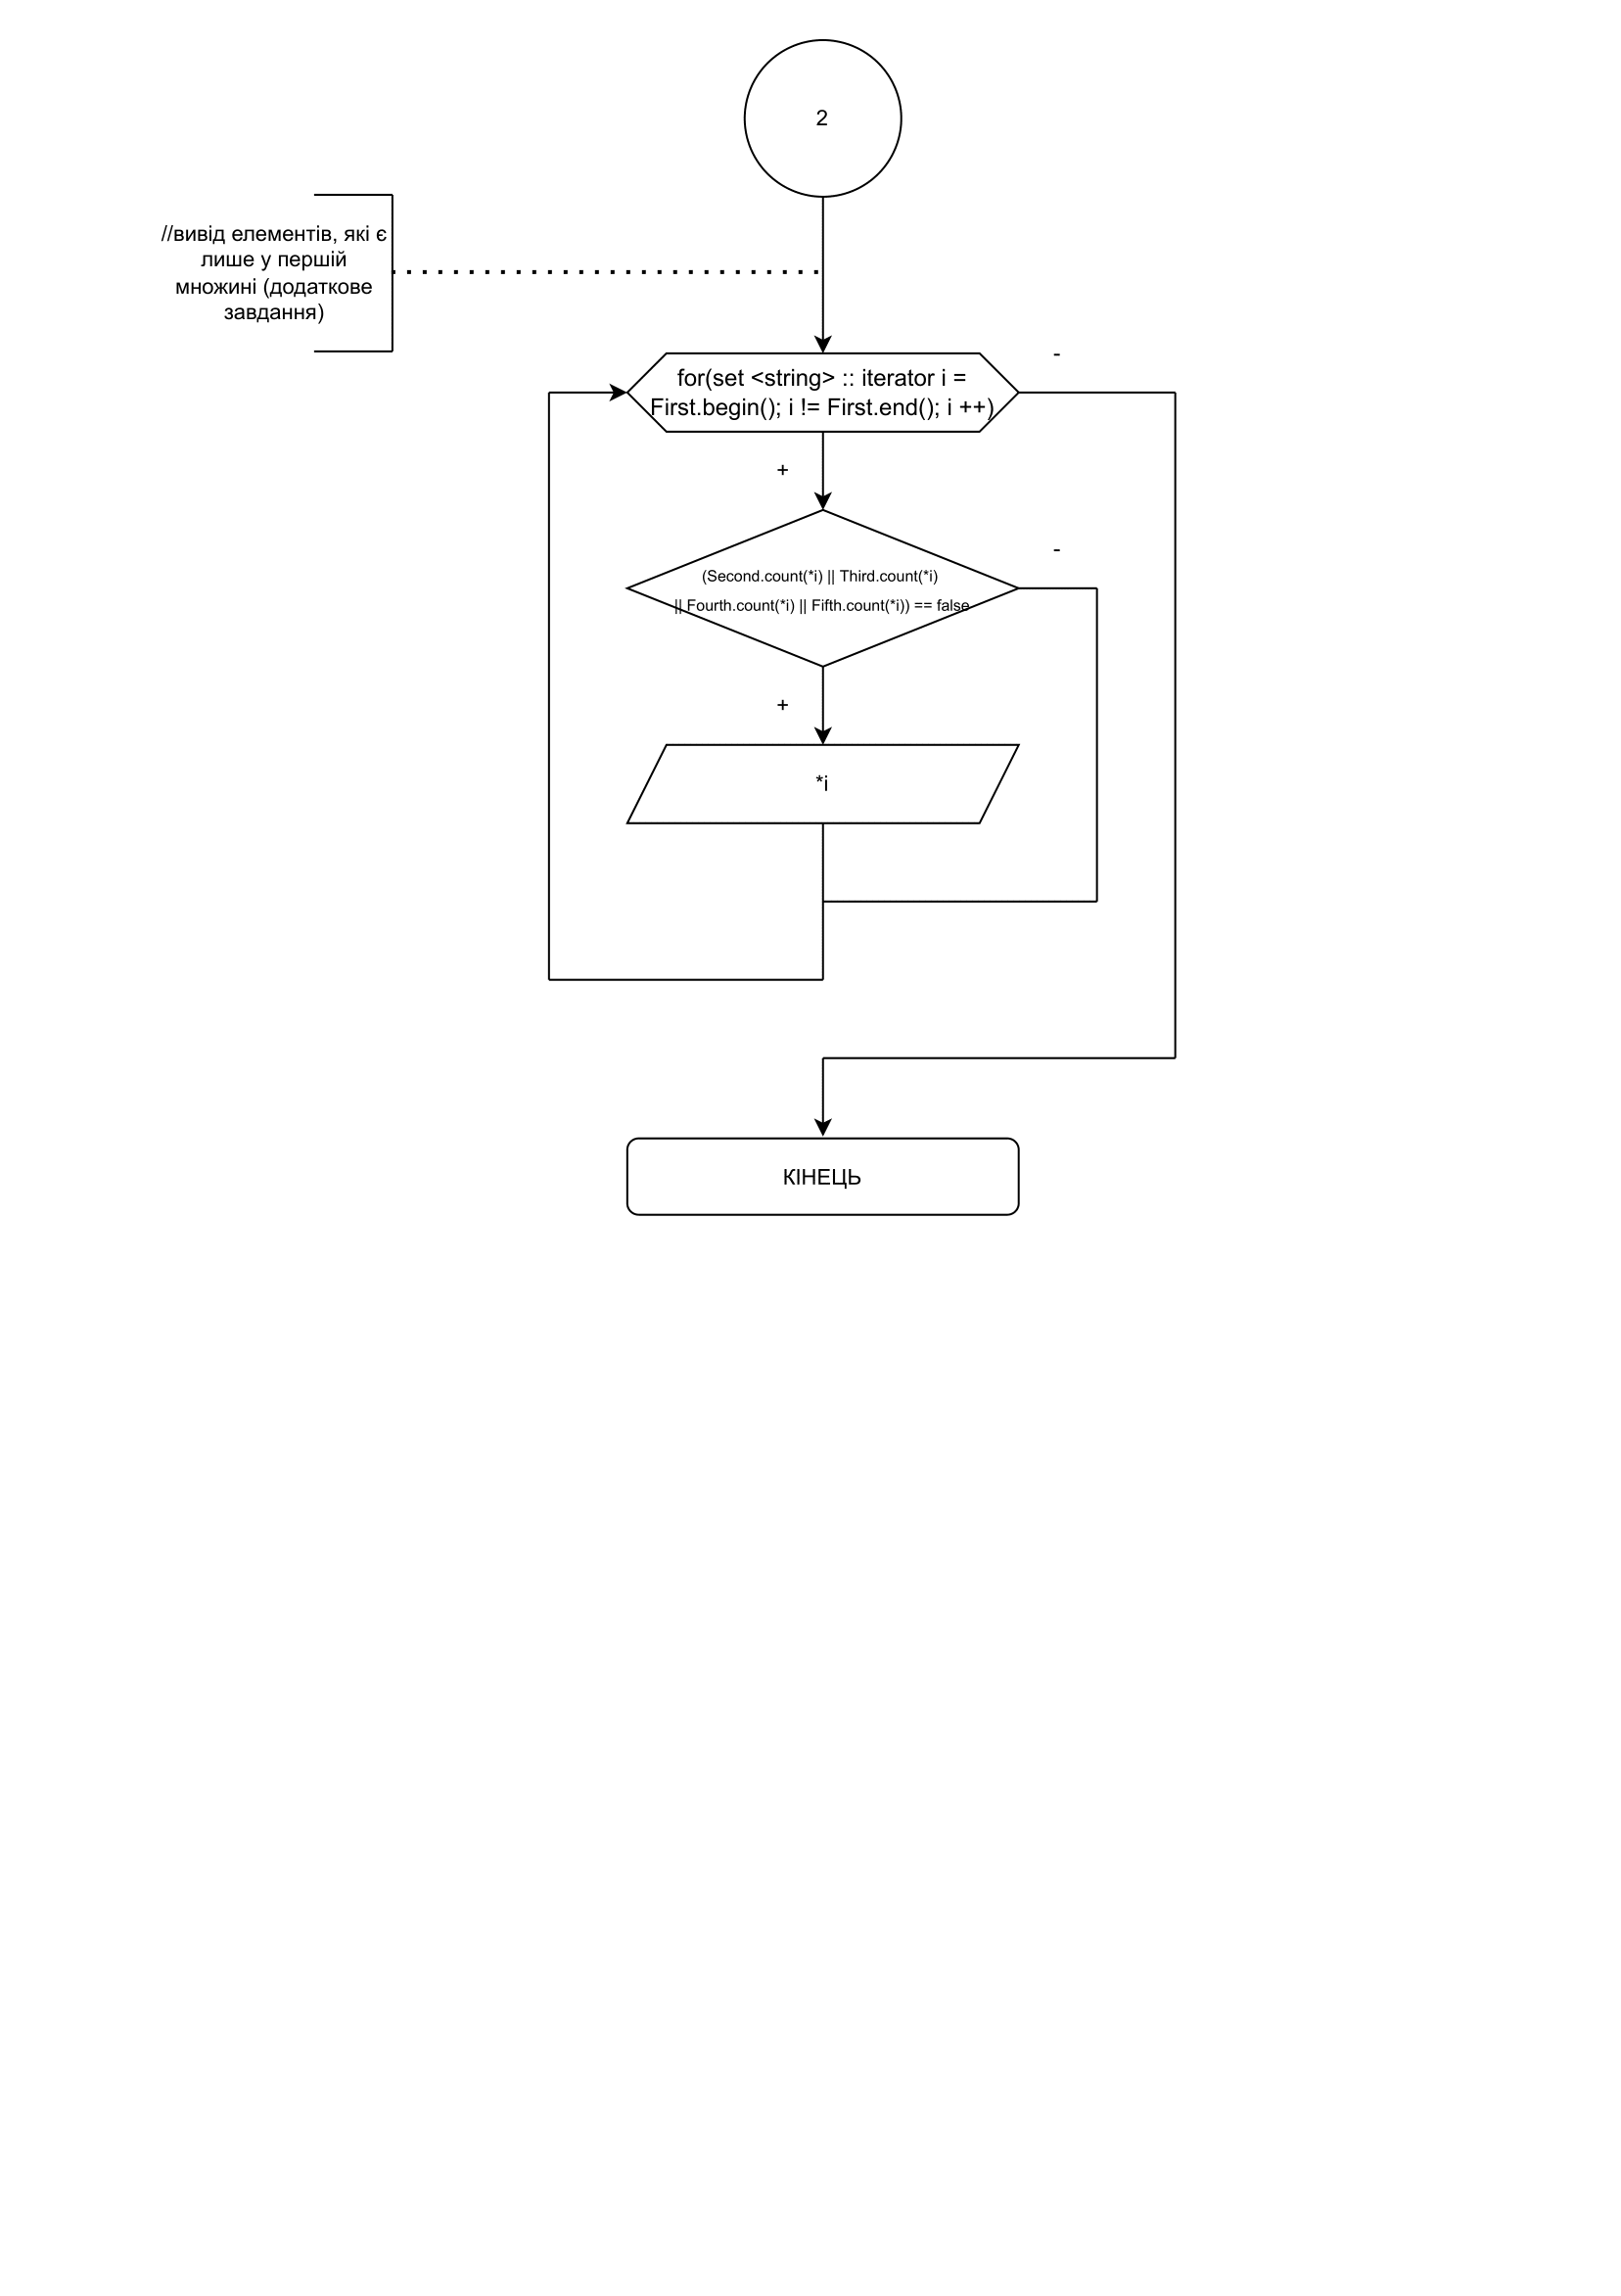 2
//вивід елементів, які є
лише у першій
множині (додаткове
завдання)
-
for(set <string> :: iterator i =
First.begin(); i != First.end(); i ++)
+
-
(Second.count(*i) || Third.count(*i)
|| Fourth.count(*i) || Fifth.count(*i)) == false
+
*i
КІНЕЦЬ